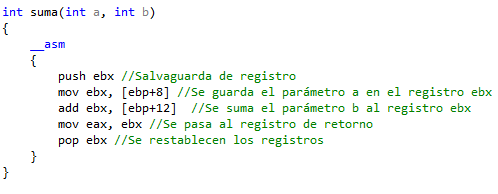 int suma(int a, int b)
{
    __asm
    {
        push ebx //Salvaguarda de registro
        mov ebx, [ebp+8] //Se guarda el parámetro a en el registro ebx
        add ebx, [ebp+12]  //Se suma el parámetro b al registro ebx
        mov eax, ebx //Se pasa al registro de retorno
        pop ebx //Se restablecen los registros
    }
}